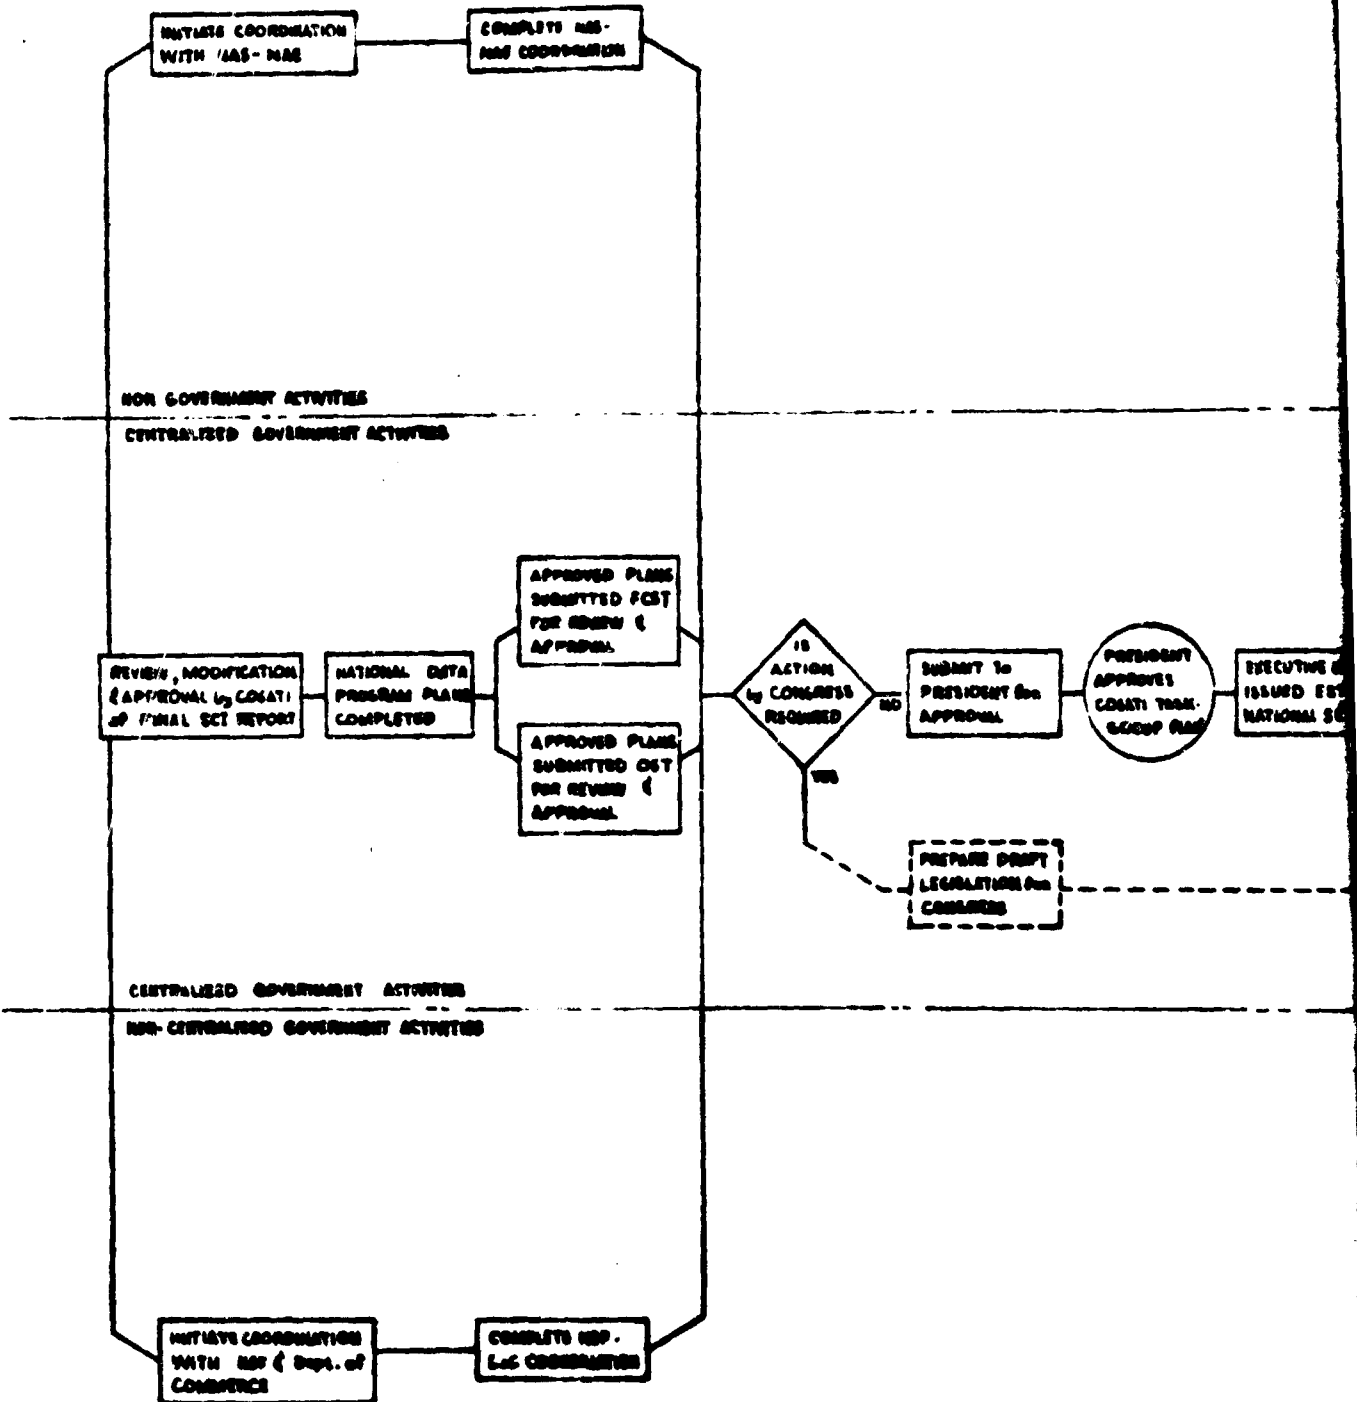 INITIATE COORDINATION
WITH NAS-NAE
COMPLETE NAS-
NAE COORDINATION
NON GOVERNMENT ACTIVITIES
CENTRALIZED GOVERNMENT ACTIVITIES
APPROVED PLANS
SUBMITTED FCST
FOR REVIEW &
APPROVAL
REVIEW, MODIFICATION
& APPROVAL by COSATI
of FINAL SCI REPORT
NATIONAL DATA
PROGRAM PLANS
COMPLETED
APPROVED PLANS
SUBMITTED OST
FOR REVIEW &
APPROVAL
IS
ACTION
by CONGRESS
REQUIRED
NO
YES
SUBMIT to
PRESIDENT for
APPROVAL
PRESIDENT
APPROVES
COSATI TASK-
GROUP PLAN
EXECUTIVE
ISSUED EST
NATIONAL
PREPARE DRAFT
LEGISLATION for
CONGRESS
CENTRALIZED GOVERNMENT ACTIVITIES
NON-CENTRALIZED GOVERNMENT ACTIVITIES
INITIATE COORDINATION
WITH NSF & Dept. of
COMMERCE
COMPLETE
COORDINATION